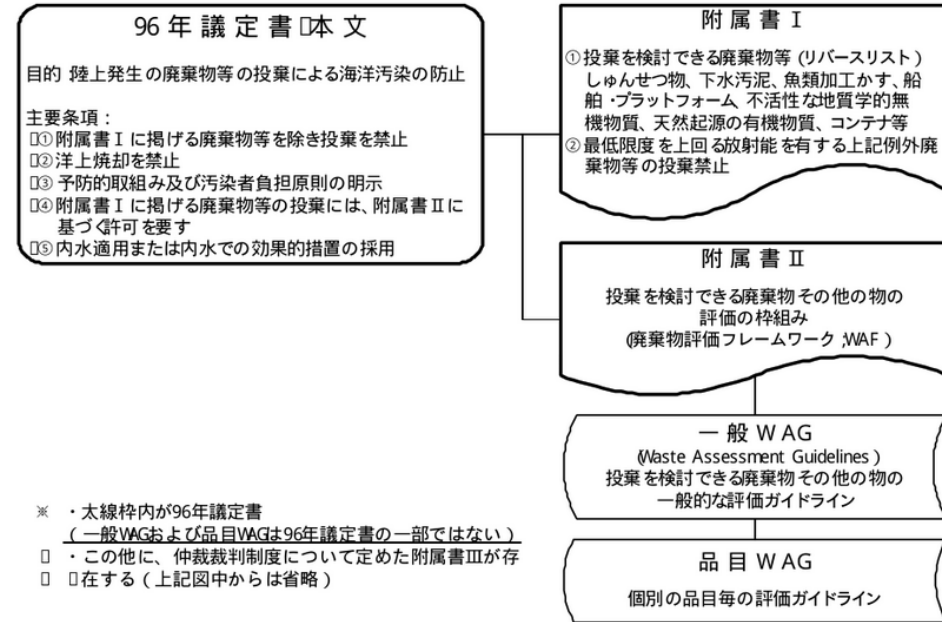 96年議定書 本文
目的 陸上発生の廃棄物等の投棄による海洋汚染の防止
主要条項：
①附属書Ⅰに掲げる廃棄物等を除き投棄を禁止
②洋上焼却を禁止
③予防的取組み及び汚染者負担原則の明示
④附属書Ⅰに掲げる廃棄物等の投棄には、附属書Ⅱに
基づく許可を要す
⑤内水適用または内水での効果的措置の採用
附属書Ⅰ
①投棄を検討できる廃棄物等（リバースリスト）
しゅんせつ物、下水汚泥、魚類加工かす、船
舶・プラットフォーム、不活性な地質学的無
機物質、天然起源の有機物質、コンテナ等
②最低限度を上回る放射能を有する上記例外廃
棄物等の投棄禁止
附属書Ⅱ
投棄を検討できる廃棄物その他の物の
評価の枠組み
(廃棄物評価フレームワーク;WAF）
一般WAG
(Waste Assessment Guidelines）
投棄を検討できる廃棄物その他の物の
一般的な評価ガイドライン
品目WAG
個別の品目毎の評価ガイドライン
※ ・太線枠内が96年議定書
（一般WAGおよび品目WAGは96年議定書の一部ではない）
・この他に、仲裁裁判制度について定めた附属書Ⅲが存
在する（上記図中からは省略）